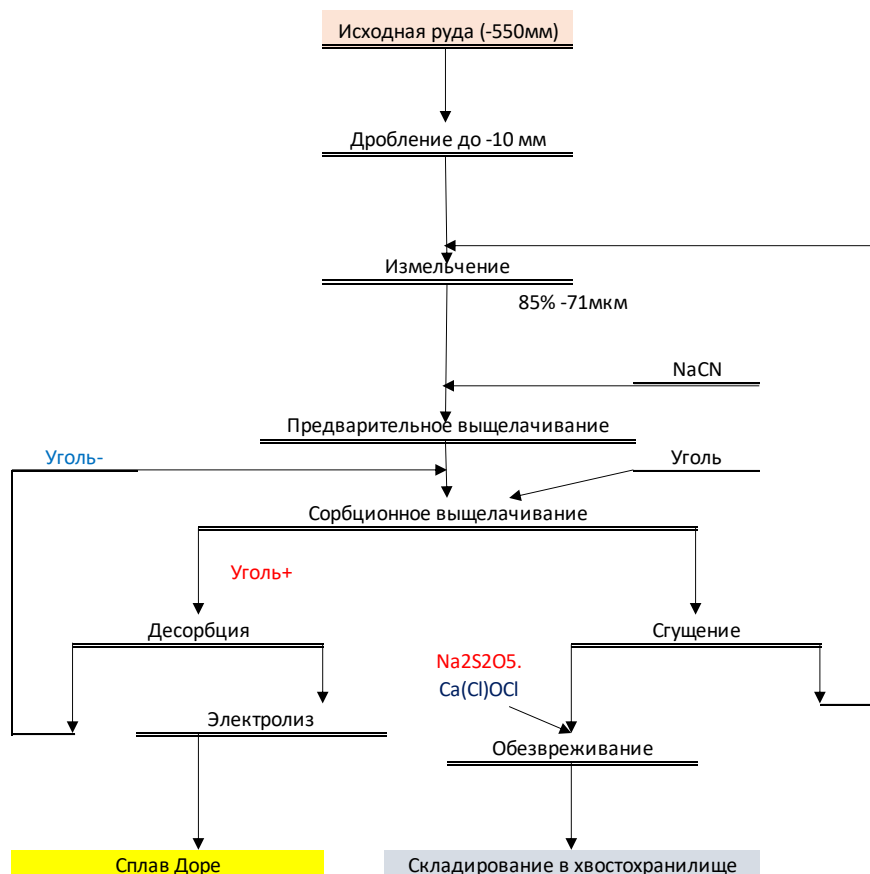 Исходная руда (-550мм)
Дробление до -10 мм
Измельчение
85% -71мкм
NaCN
Предварительное выщелачивание
Уголь-
Уголь
Сорбционное выщелачивание
Уголь+
Десорбция
Сгущение
Na2S2O5.
Ca(Cl)OCl
Электролиз
Обезвреживание
Сплав Доре
Складирование в хвостохранилище